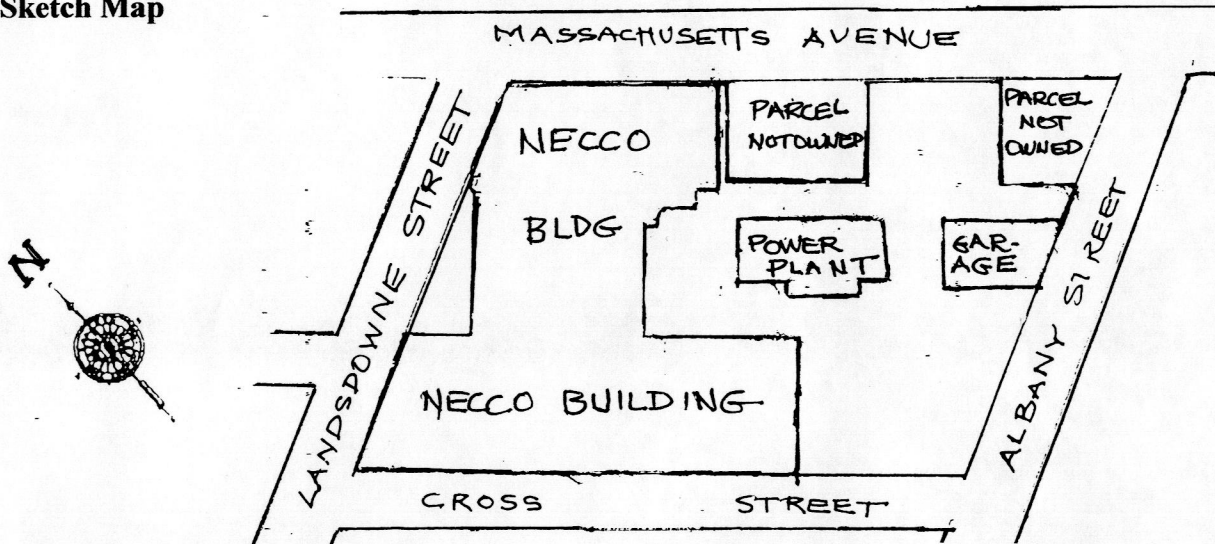 Sketch Map
MASSACHUSETTS AVENUE
LANDSDOWNE STREET
NECCO
BLDG
PARCEL
NOTOWNED
PARCEL
NOT
OWNED
POWER
PLANT
GAR-
AGE
ALBANY STREET
N
NECCO BUILDING
CROSS STREET